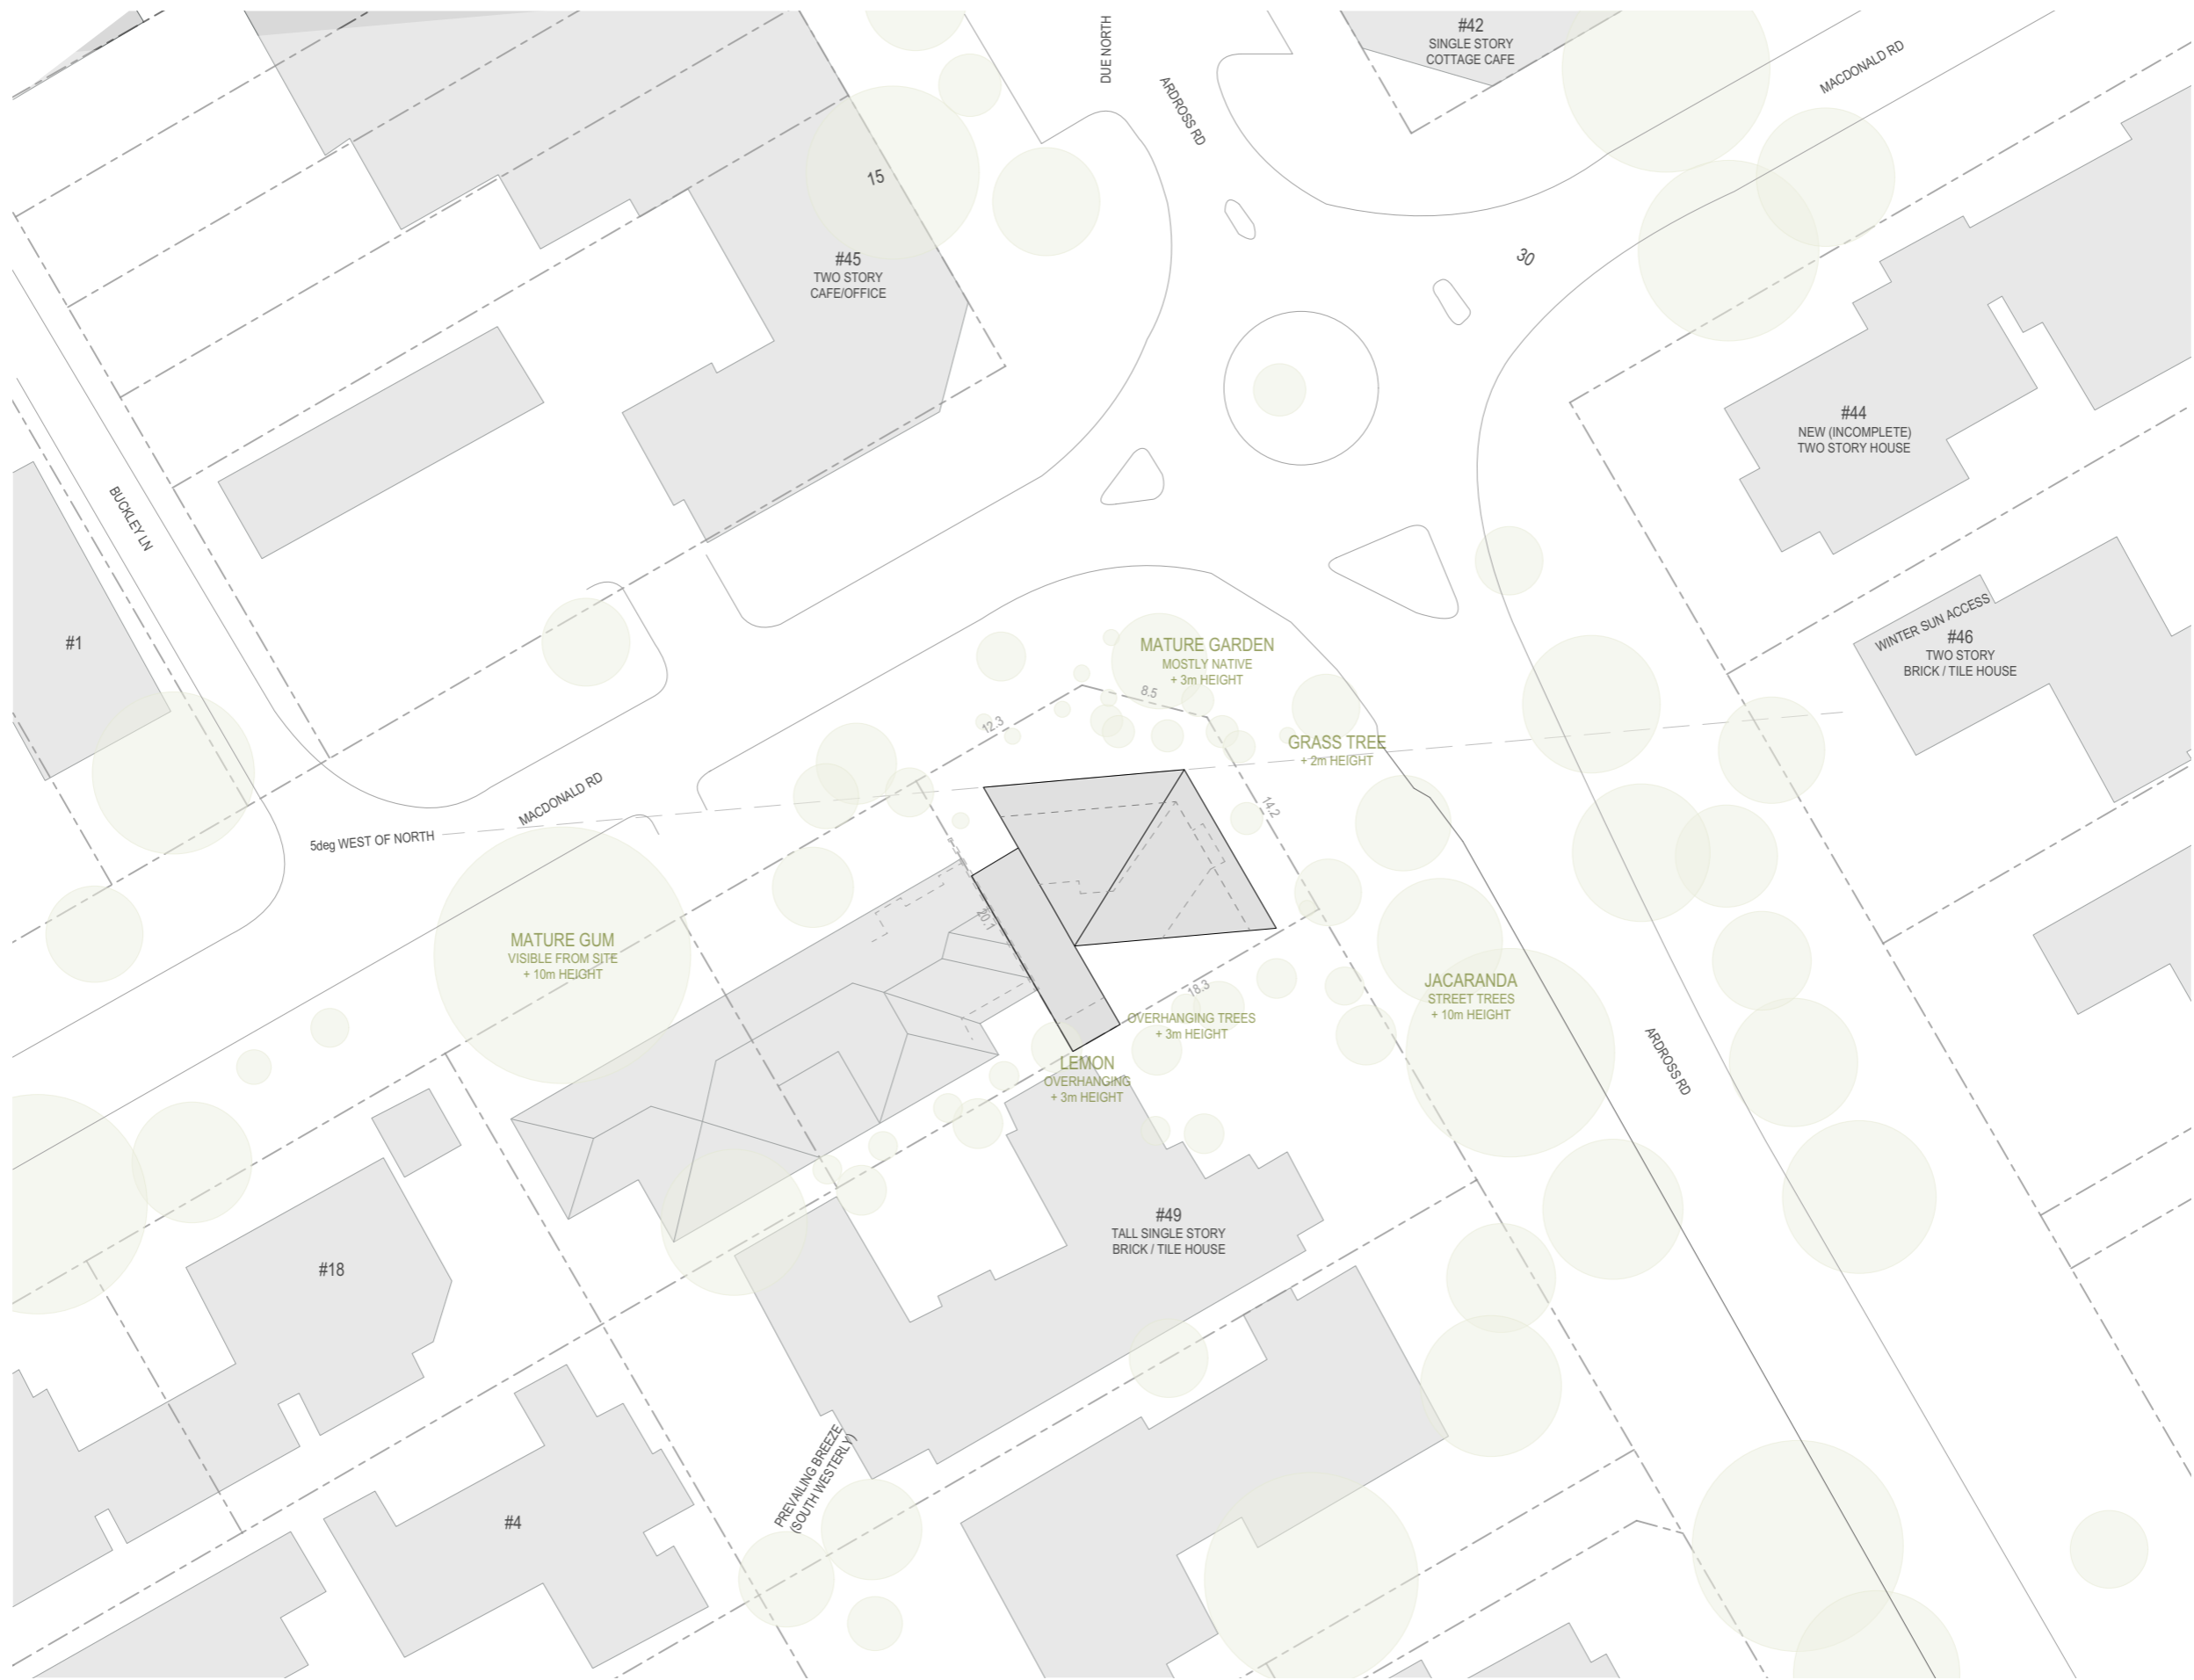 DUE NORTH
ARDROSS RD
#42
SINGLE STORY
COTTAGE CAFE
MACDONALD RD
15
#45
TWO STORY
CAFE/OFFICE
30
#44
NEW (INCOMPLETE)
TWO STORY HOUSE
BUCKLEY LN
#1
WINTER SUN ACCESS
#46
TWO STORY
BRICK / TILE HOUSE
MATURE GARDEN
MOSTLY NATIVE
+ 3m HEIGHT
8.5
12.3
GRASS TREE
+ 2m HEIGHT
14.2
MACDONALD RD
5deg WEST OF NORTH
20.1
MATURE GUM
VISIBLE FROM SITE
+ 10m HEIGHT
18.3
JACARANDA
STREET TREES
+ 10m HEIGHT
OVERHANGING TREES
+ 3m HEIGHT
LEMON
OVERHANGING
+ 3m HEIGHT
ARDROSS RD
#49
TALL SINGLE STORY
BRICK / TILE HOUSE
#18
PREVAILING BREEZE
(SOUTH WESTERLY)
#4